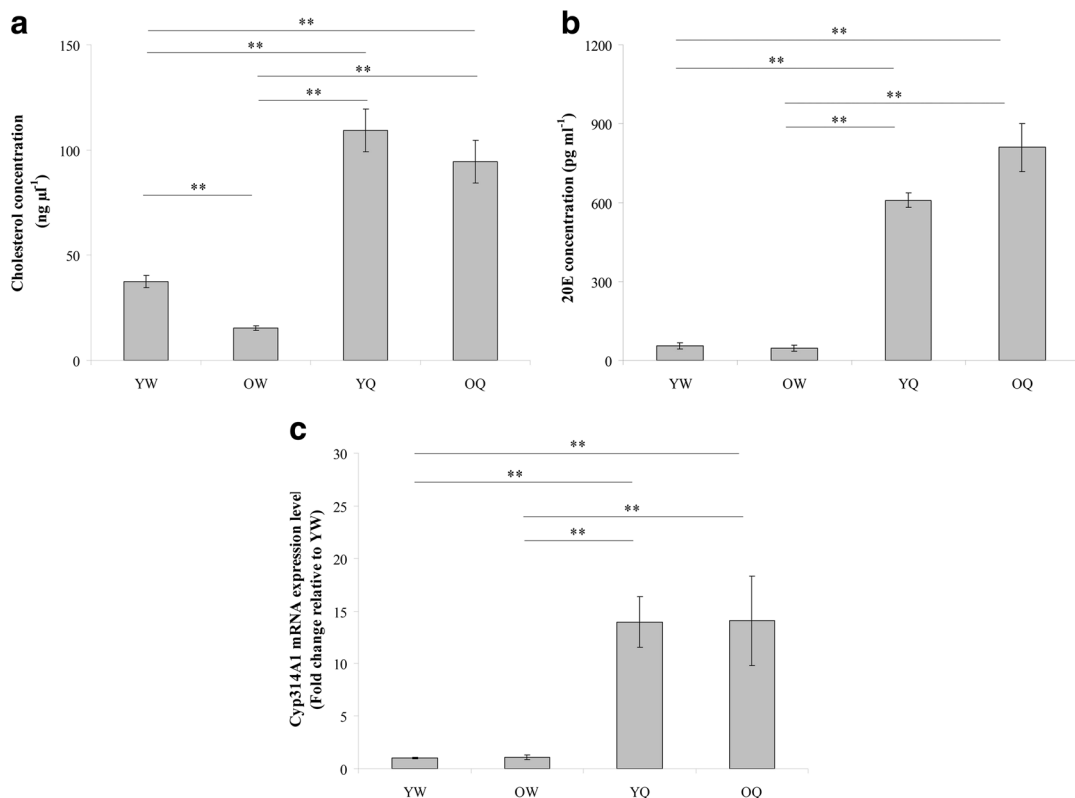 a
**
**
**
**
**
150
100
50
0
Cholesterol concentration
(ng µl⁻¹)
YW OW YQ OQ
b
**
**
**
**
1200
900
600
300
0
20E concentration (pg ml⁻¹)
YW OW YQ OQ
c
**
**
**
**
30
25
20
15
10
5
0
Cyp314A1 mRNA expression level
(Fold change relative to YW)
YW OW YQ OQ